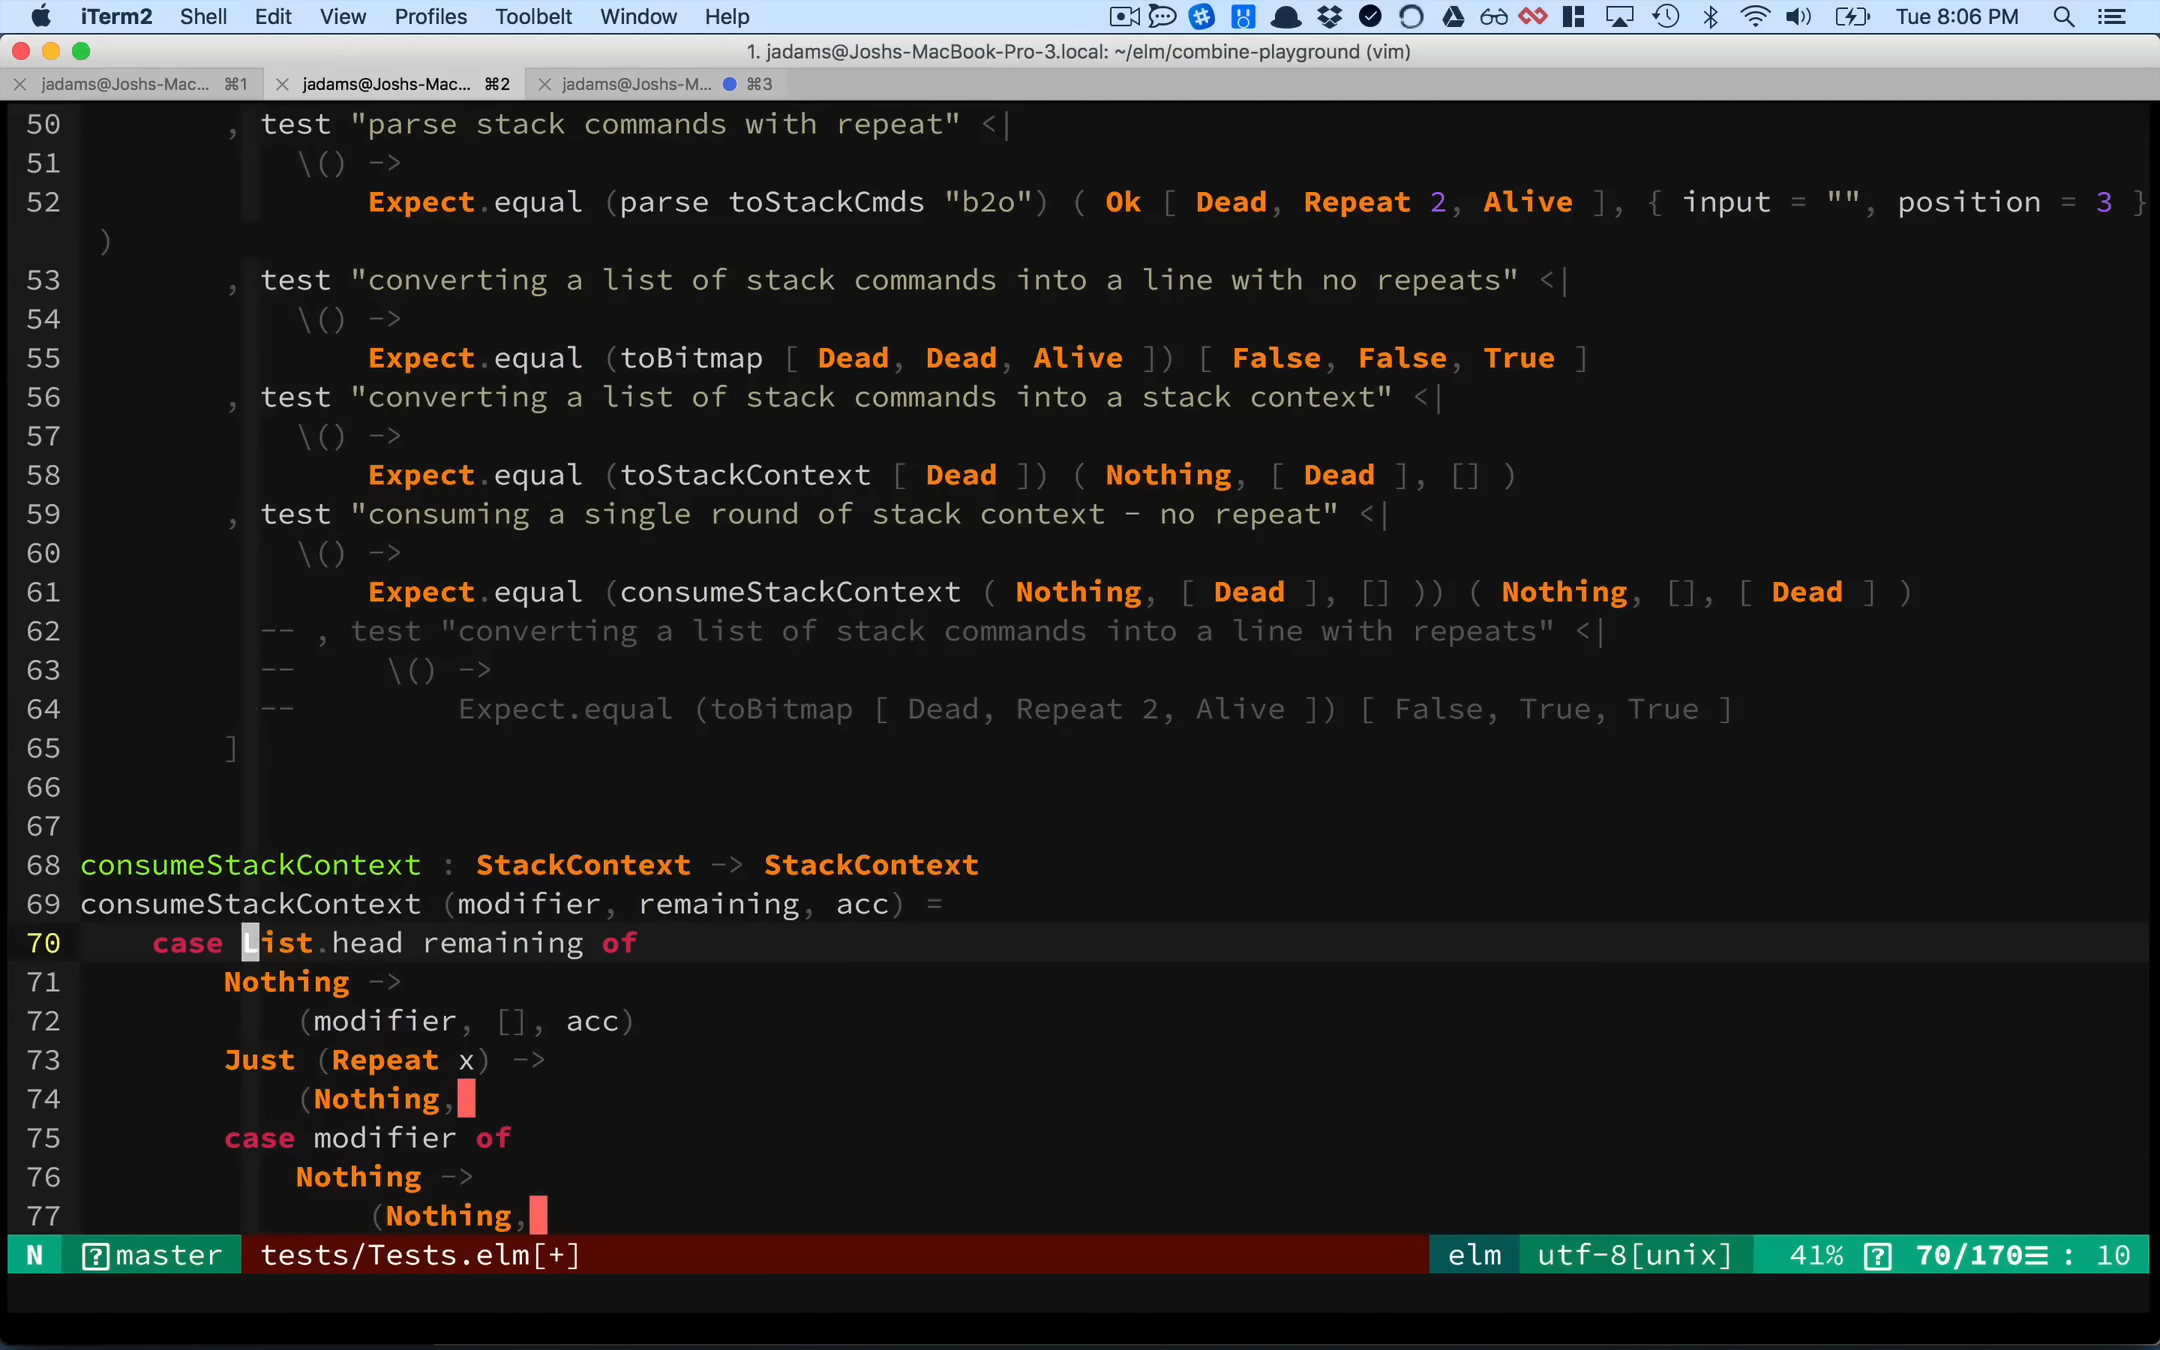 iTerm2 Shell Edit View Profiles Toolbelt Window Help Tue 8:06 PM
1. jadams@Joshs-MacBook-Pro-3.local: ~/elm/combine-playground (vim)
jadams@Joshs-Mac... ⌘1 jadams@Joshs-Mac... ⌘2 jadams@Joshs-M... ⌘3
50         , test "parse stack commands with repeat" <|
51             \() ->
52                 Expect.equal (parse toStackCmds "b2o") ( Ok [ Dead, Repeat 2, Alive ], { input = "", position = 3 }
 )
53         , test "converting a list of stack commands into a line with no repeats" <|
54             \() ->
55                 Expect.equal (toBitmap [ Dead, Dead, Alive ]) [ False, False, True ]
56         , test "converting a list of stack commands into a stack context" <|
57             \() ->
58                 Expect.equal (toStackContext [ Dead ]) ( Nothing, [ Dead ], [] )
59         , test "consuming a single round of stack context - no repeat" <|
60             \() ->
61                 Expect.equal (consumeStackContext ( Nothing, [ Dead ], [] )) ( Nothing, [], [ Dead ] )
62           -- , test "converting a list of stack commands into a line with repeats" <|
63           --     \() ->
64           --         Expect.equal (toBitmap [ Dead, Repeat 2, Alive ]) [ False, True, True ]
65         ]
66
67
68 consumeStackContext : StackContext -> StackContext
69 consumeStackContext (modifier, remaining, acc) =
70     case List.head remaining of
71         Nothing ->
72             (modifier, [], acc)
73         Just (Repeat x) ->
74             (Nothing,
75         case modifier of
76             Nothing ->
77                 (Nothing,
N [?]master tests/Tests.elm[+] elm utf-8[unix] 41% [?] 70/170☰ : 10